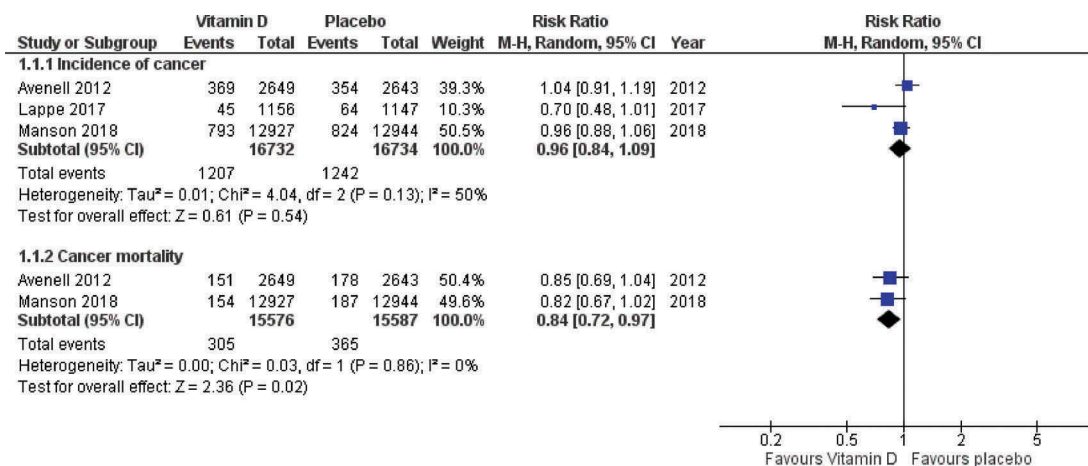 Vitamin D Placebo Risk Ratio Risk Ratio
Study or Subgroup Events Total Events Total Weight M-H, Random, 95% CI Year M-H, Random, 95% CI
1.1.1 Incidence of cancer
Avenell 2012 369 2649 354 2643 39.3% 1.04 [0.91, 1.19] 2012
Lappe 2017 45 1156 64 1147 10.3% 0.70 [0.48, 1.01] 2017
Manson 2018 793 12927 824 12944 50.5% 0.96 [0.88, 1.06] 2018
Subtotal (95% CI) 16732 16734 100.0% 0.96 [0.84, 1.09]
Total events 1207 1242
Heterogeneity: Tau² = 0.01; Chi² = 4.04, df = 2 (P = 0.13); I² = 50%
Test for overall effect: Z = 0.61 (P = 0.54)
1.1.2 Cancer mortality
Avenell 2012 151 2649 178 2643 50.4% 0.85 [0.69, 1.04] 2012
Manson 2018 154 12927 187 12944 49.6% 0.82 [0.67, 1.02] 2018
Subtotal (95% CI) 15576 15587 100.0% 0.84 [0.72, 0.97]
Total events 305 365
Heterogeneity: Tau² = 0.00; Chi² = 0.03, df = 1 (P = 0.86); I² = 0%
Test for overall effect: Z = 2.36 (P = 0.02)
0.2 0.5 1 2 5
Favours Vitamin D Favours placebo